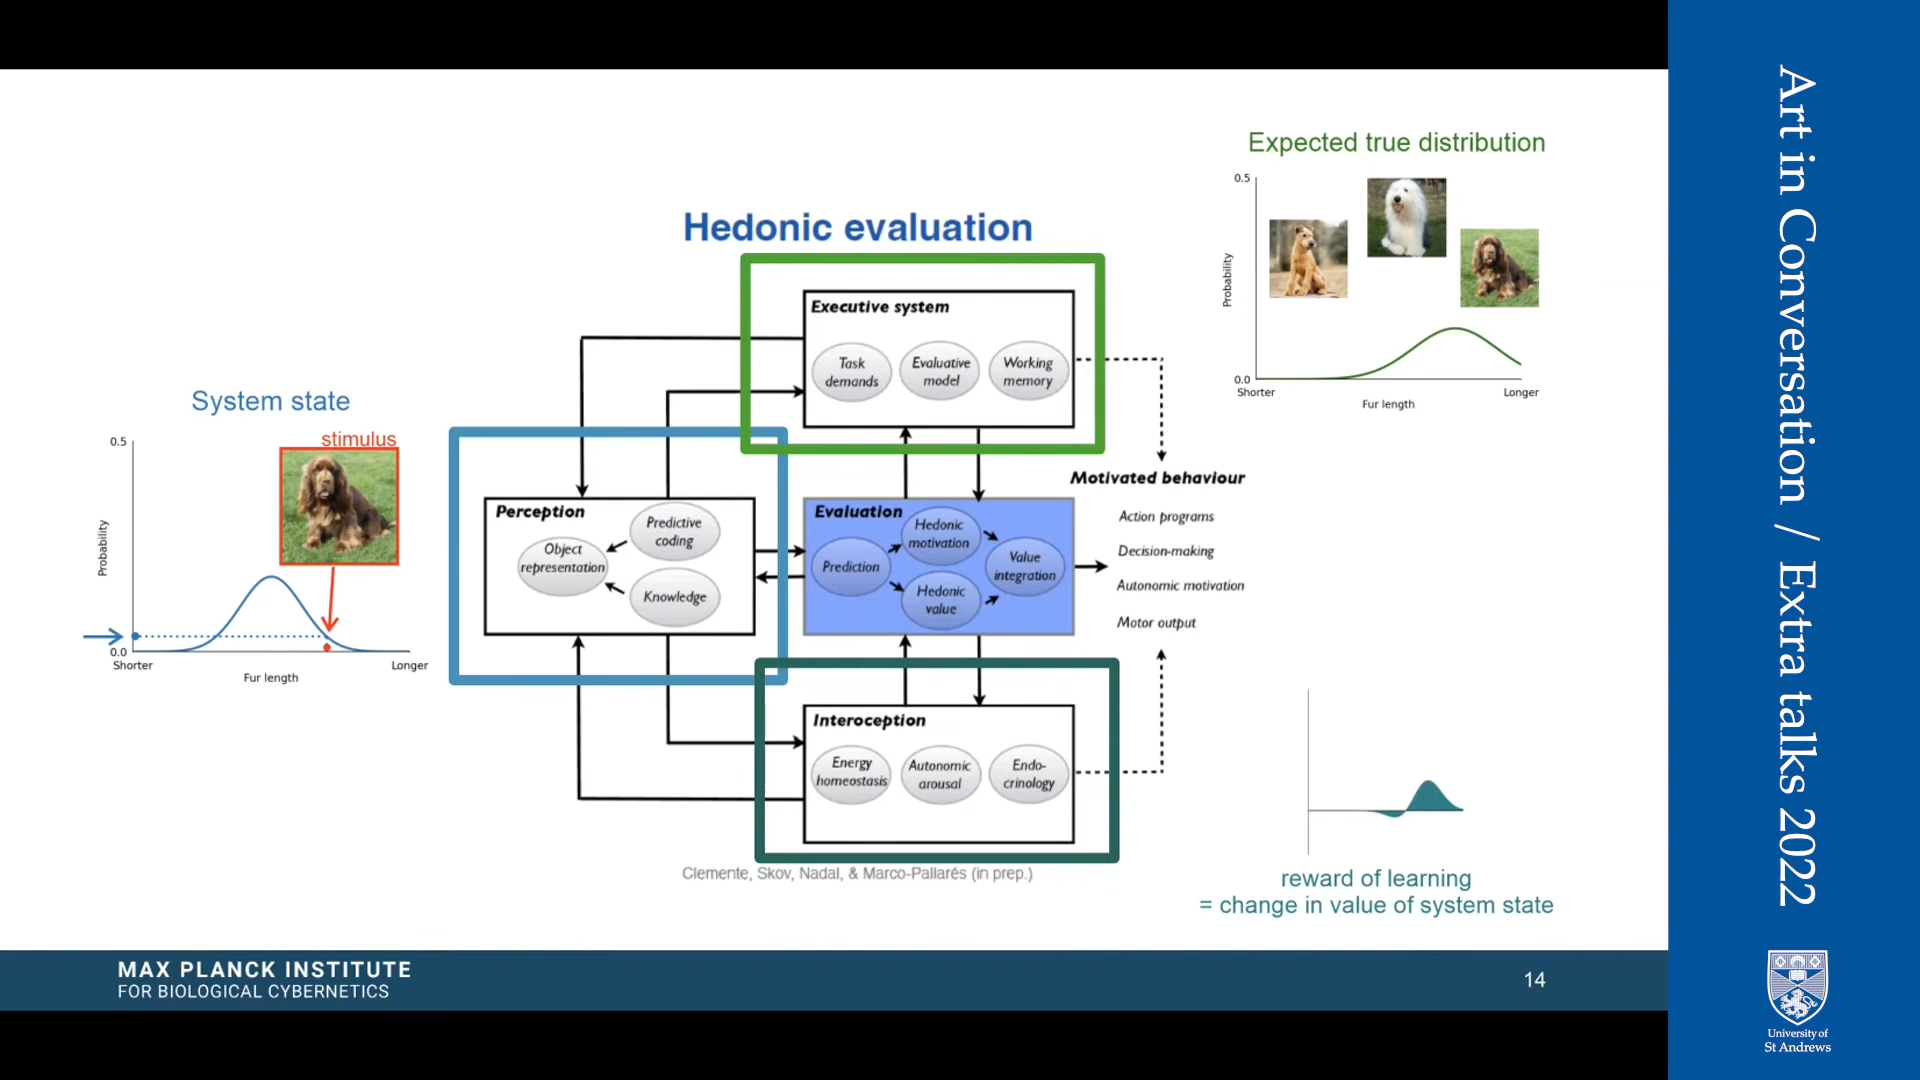 Hedonic evaluation
System state
stimulus
0.5
Probability
0.0
Shorter
Longer
Fur length
Executive system
Task
demands
Evaluative
model
Working
memory
Perception
Predictive
coding
Object
representation
Knowledge
Evaluation
Hedonic
motivation
Prediction
Value
integration
Hedonic
value
Interoception
Energy
homeostasis
Autonomic
arousal
Endo-
crinology
Motivated behaviour
Action programs
Decision-making
Autonomic motivation
Motor output
Clemente, Skov, Nadal, & Marco-Pallarés (in prep.)
Expected true distribution
0.5
Probability
0.0
Shorter
Longer
Fur length
reward of learning
= change in value of system state
MAX PLANCK INSTITUTE
FOR BIOLOGICAL CYBERNETICS
14
Art in Conversation / Extra talks 2022
University of
St Andrews